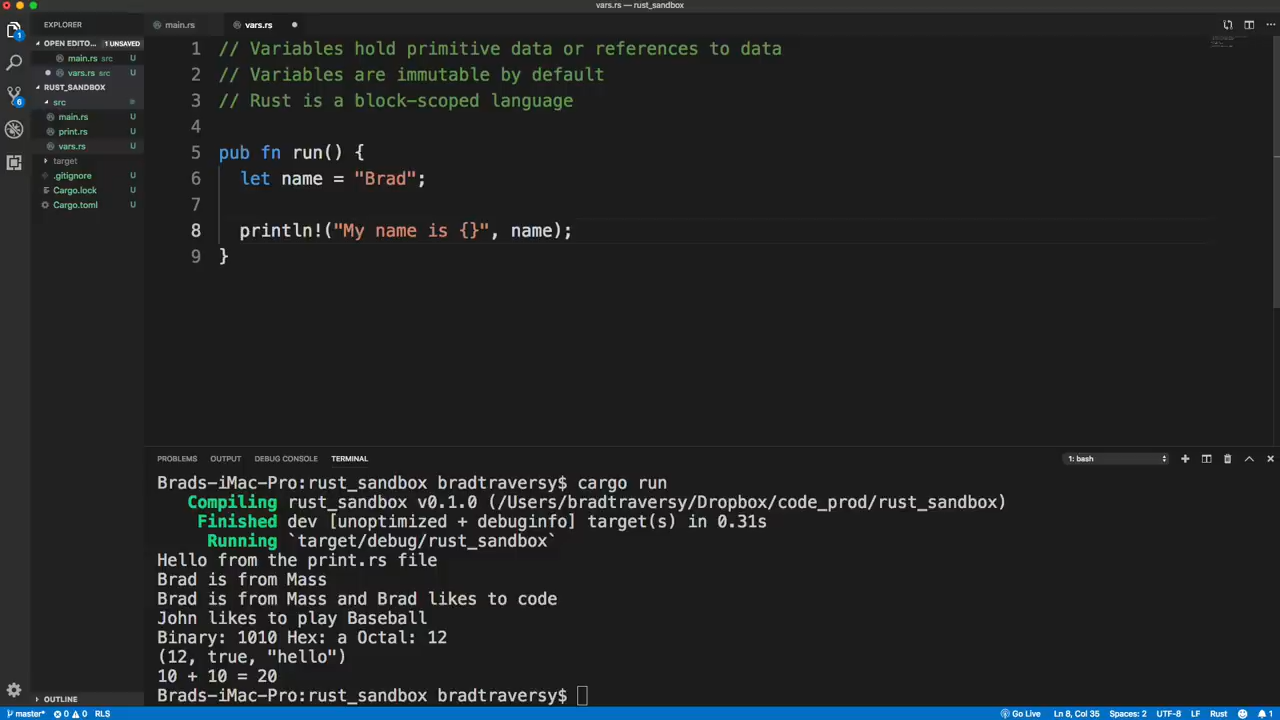 vars.rs — rust_sandbox
EXPLORER
main.rs
vars.rs
OPEN EDITO... 1 UNSAVED
main.rs src U
vars.rs src U
RUST_SANDBOX
src
main.rs U
print.rs U
vars.rs U
target
.gitignore U
Cargo.lock U
Cargo.toml U
1
6
1 // Variables hold primitive data or references to data
2 // Variables are immutable by default
3 // Rust is a block-scoped language
4
5 pub fn run() {
6 let name = "Brad";
7
8 println!("My name is {}", name);
9 }
PROBLEMS OUTPUT DEBUG CONSOLE TERMINAL
1: bash
Brads-iMac-Pro:rust_sandbox bradtraversy$ cargo run
Compiling rust_sandbox v0.1.0 (/Users/bradtraversy/Dropbox/code_prod/rust_sandbox)
Finished dev [unoptimized + debuginfo] target(s) in 0.31s
Running `target/debug/rust_sandbox`
Hello from the print.rs file
Brad is from Mass
Brad is from Mass and Brad likes to code
John likes to play Baseball
Binary: 1010 Hex: a Octal: 12
(12, true, "hello")
10 + 10 = 20
Brads-iMac-Pro:rust_sandbox bradtraversy$
OUTLINE
master* 0 0 RLS
Go Live Ln 8, Col 35 Spaces: 2 UTF-8 LF Rust 1